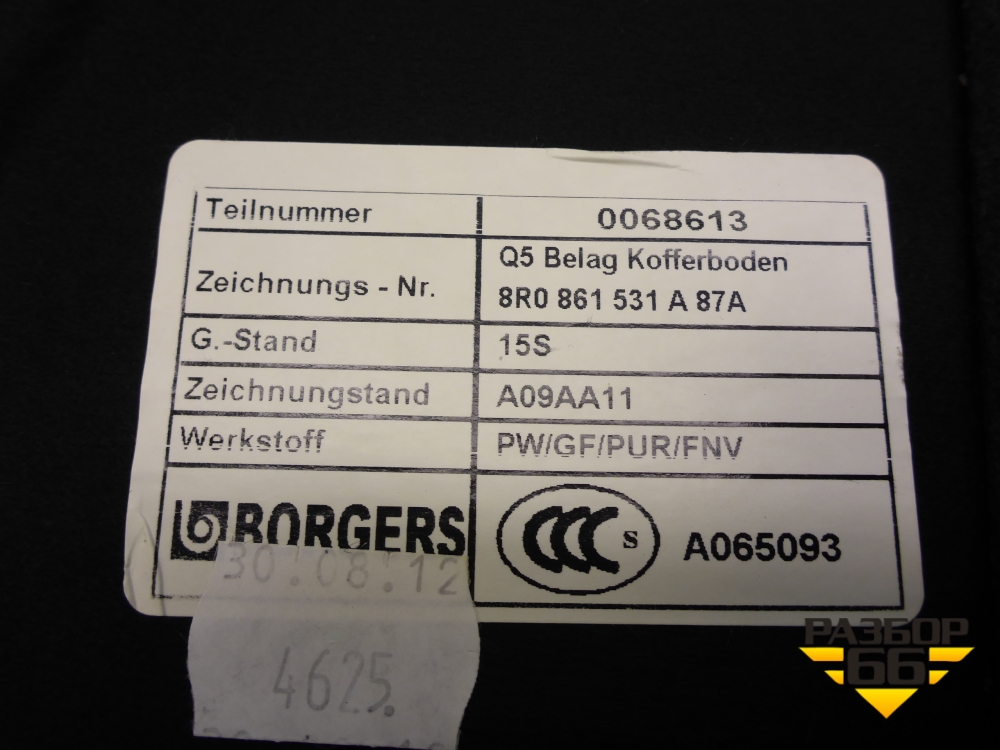 Teilnummer 0068613
Zeichnungs - Nr. Q5 Belag Kofferboden
8R0 861 531 A 87A
G.-Stand 15S
Zeichnungstand A09AA11
Werkstoff PW/GF/PUR/FNV
BORGERS CCC S A065093
30.08.12
4625.
РАЗБОР
66